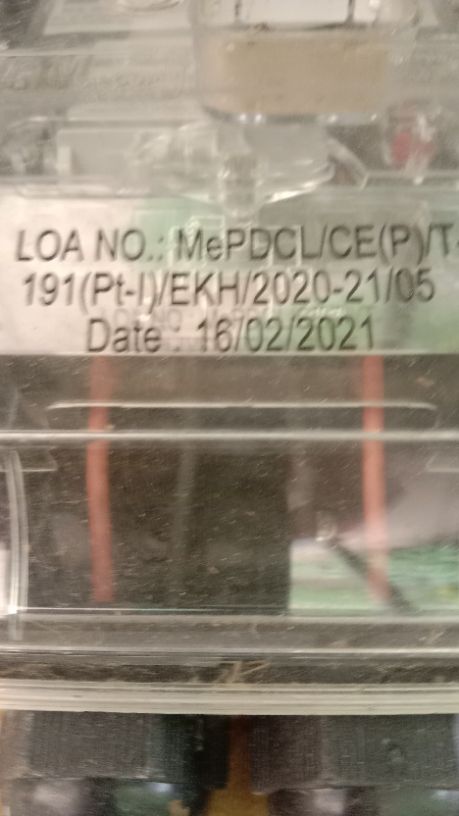 LOA NO.: MePDCL/CE(P)/T-
191(Pt-I)/EKH/2020-21/05
Date : 16/02/2021